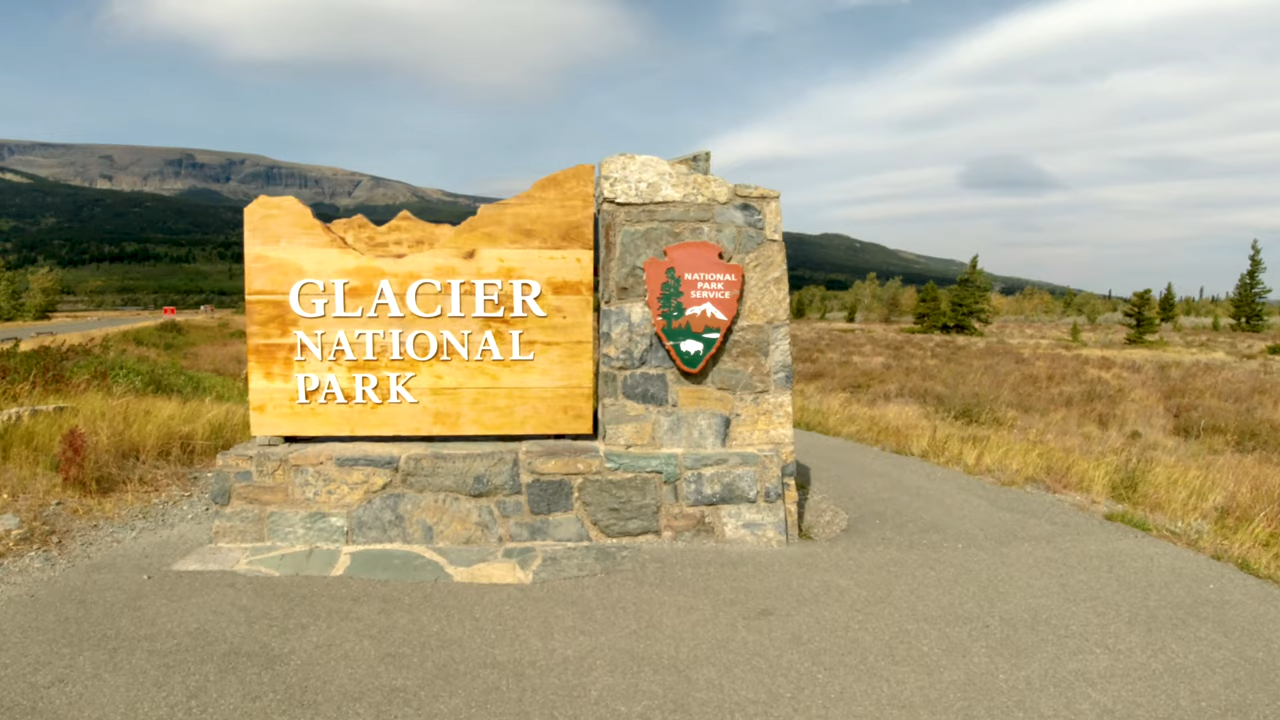 GLACIER
NATIONAL
PARK
NATIONAL
PARK
SERVICE